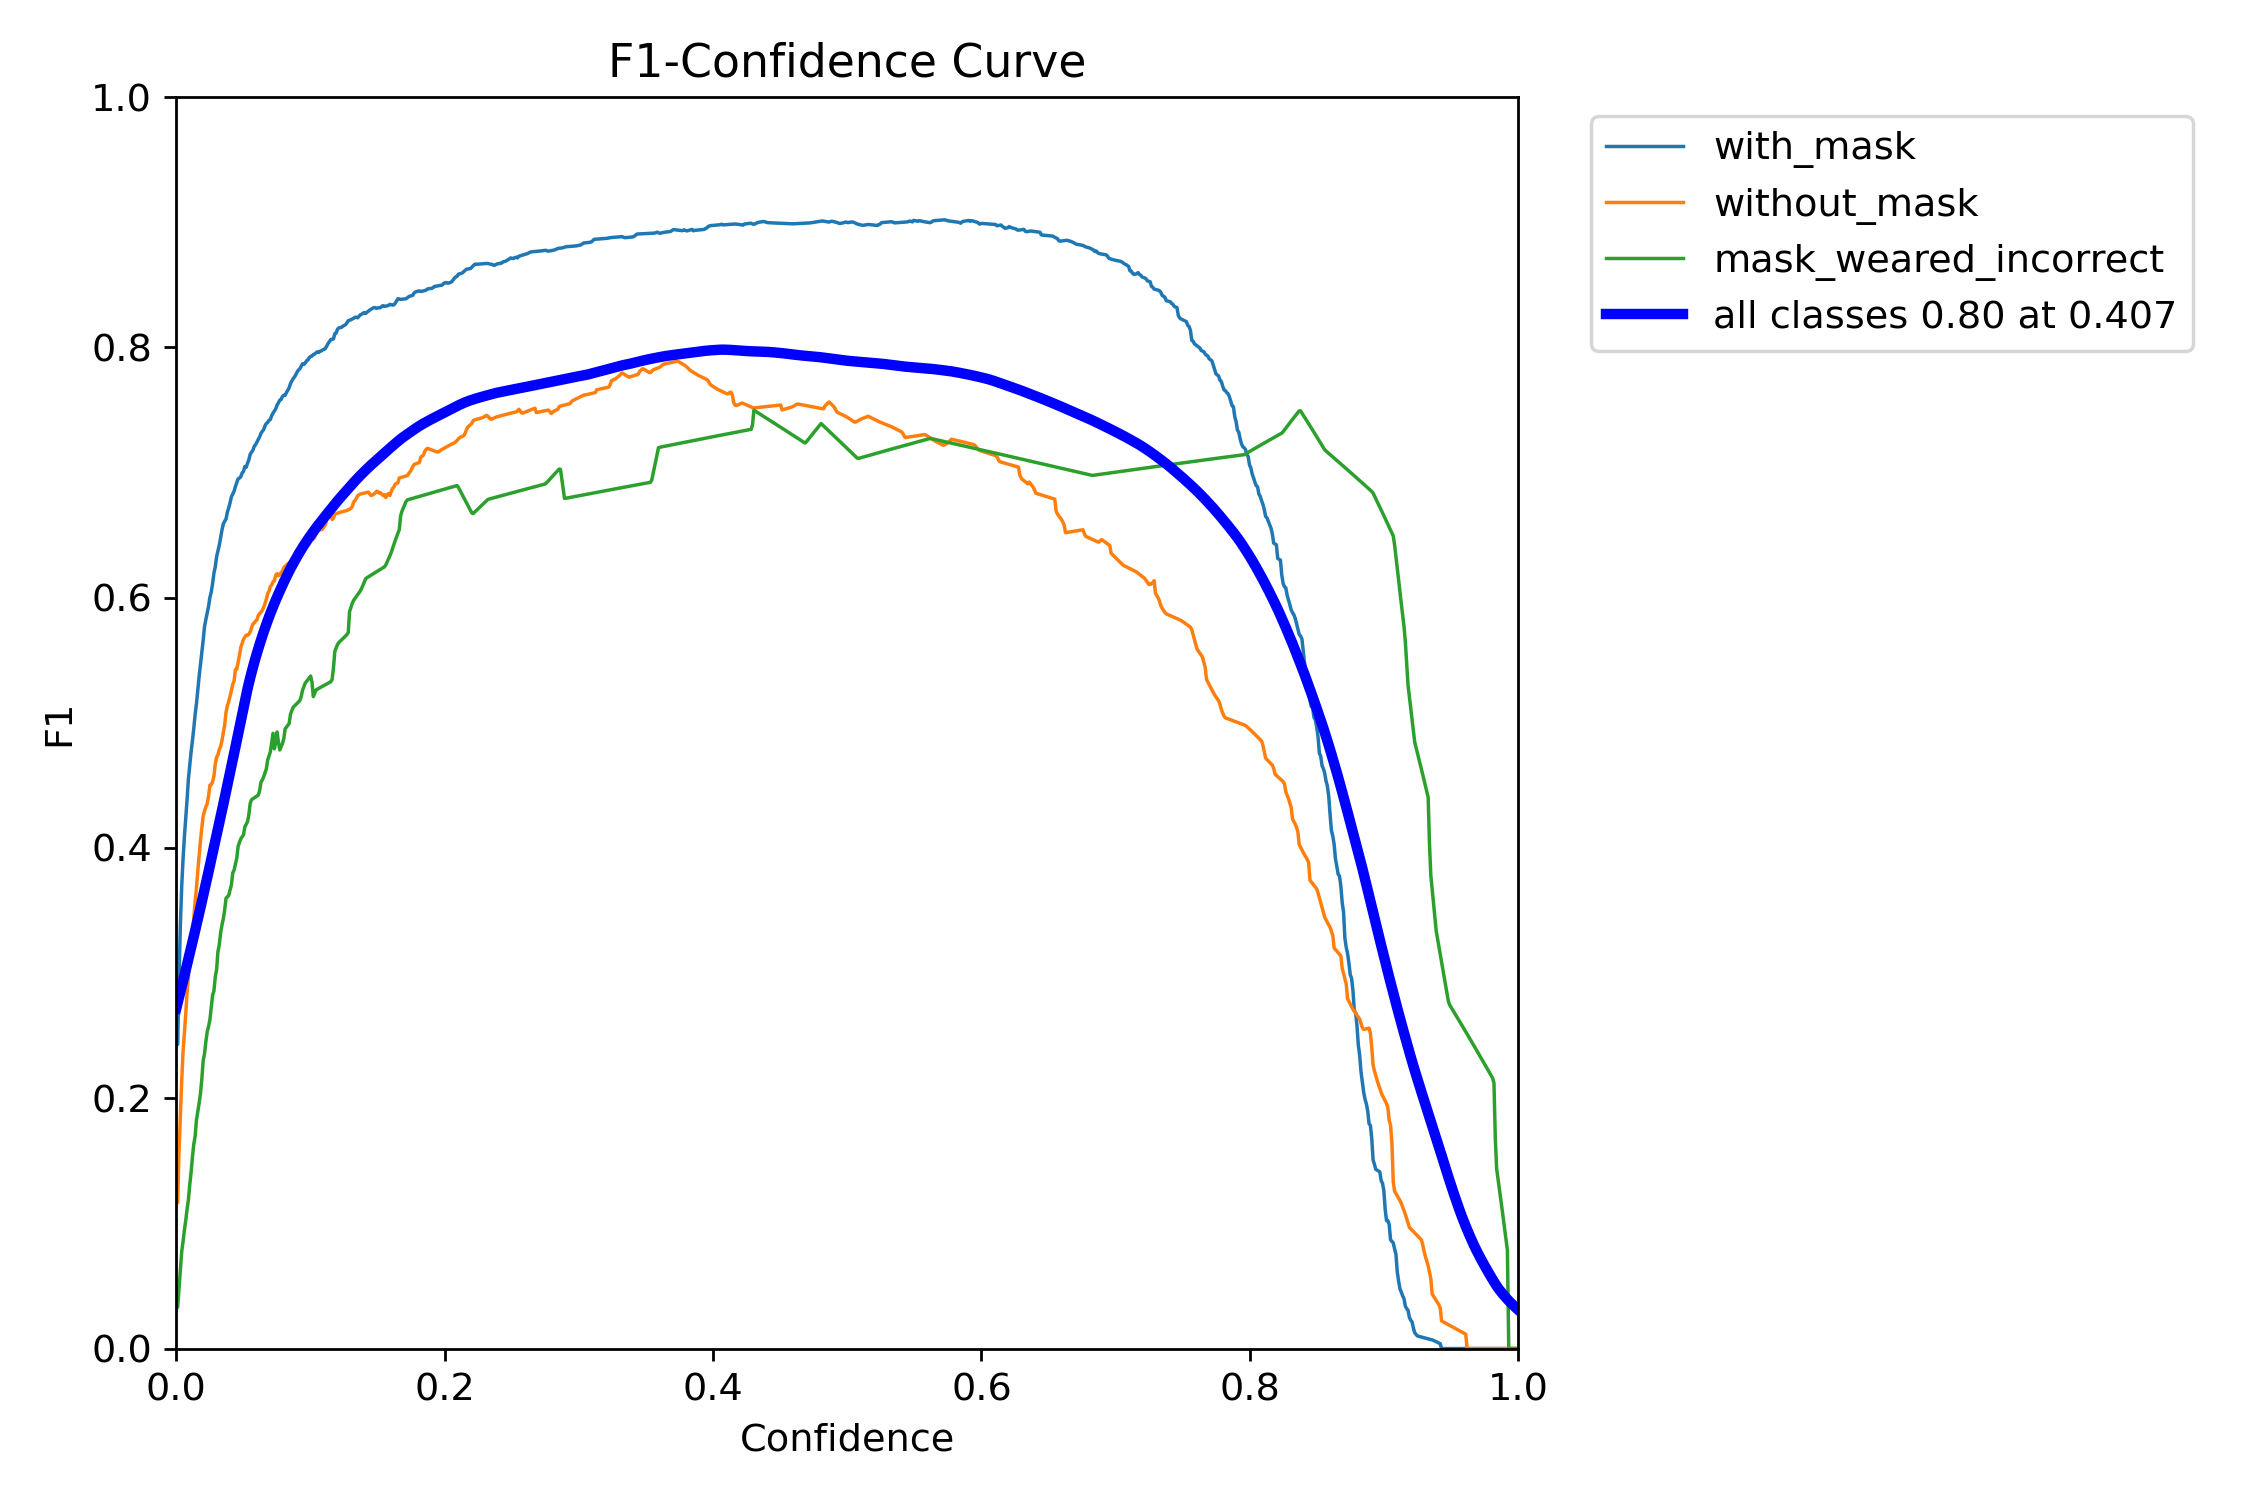 F1-Confidence Curve
with_mask
without_mask
mask_weared_incorrect
all classes 0.80 at 0.407
1.0
0.8
0.6
0.4
0.2
0.0
F1
0.0 0.2 0.4 0.6 0.8 1.0
Confidence